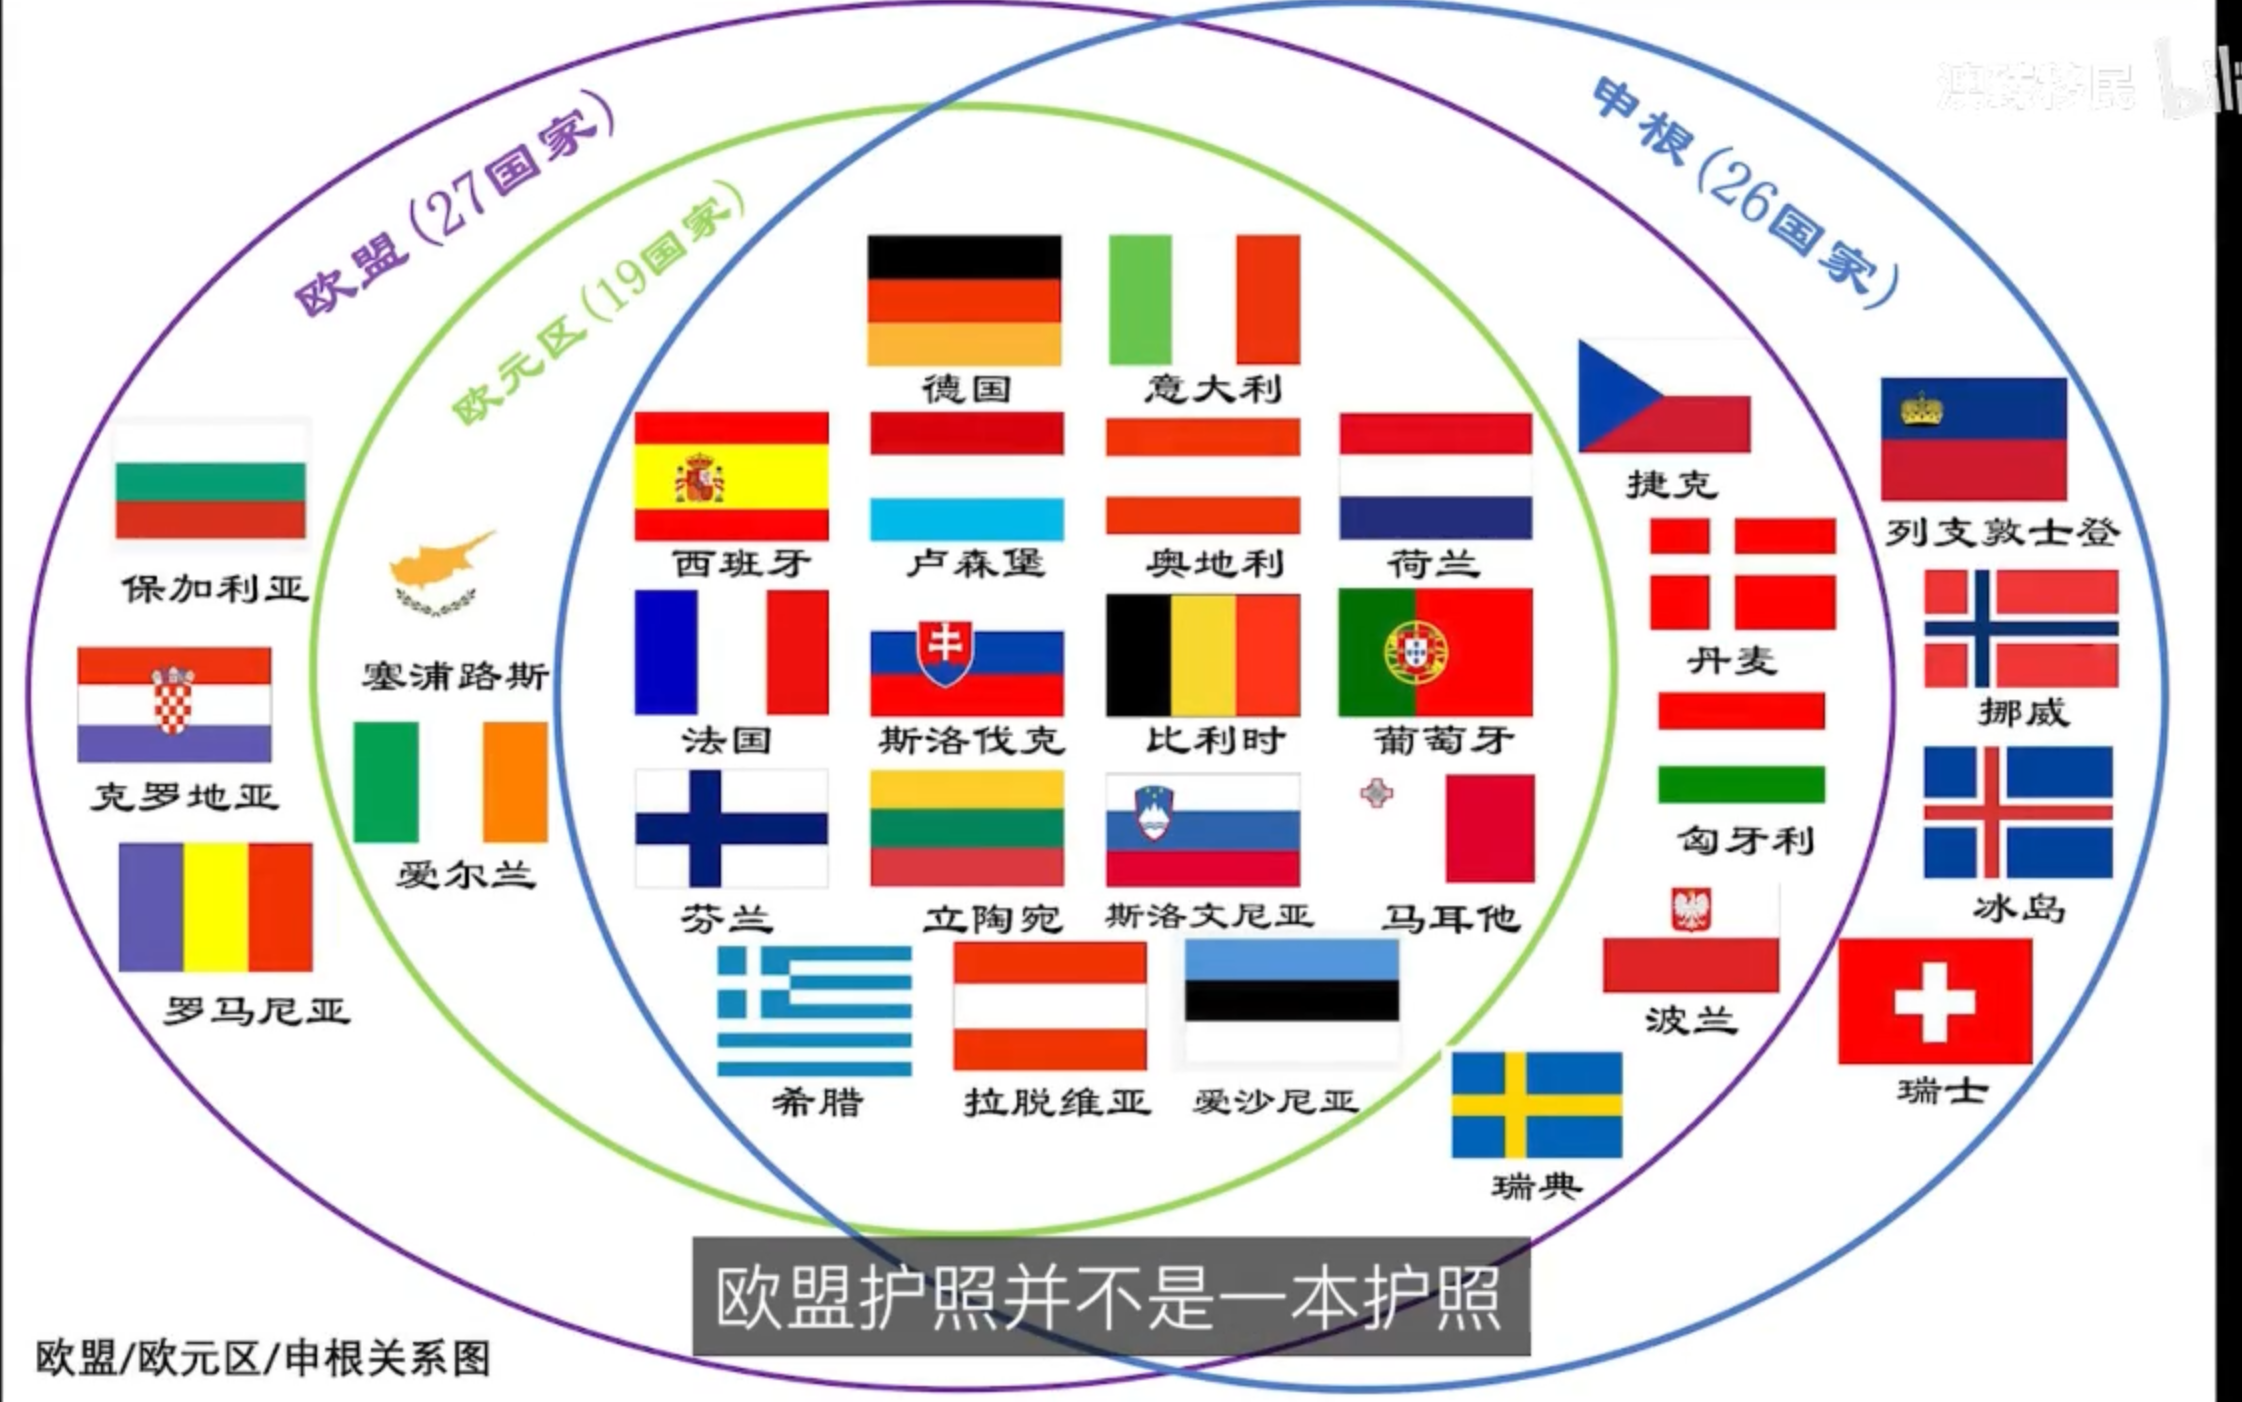 欧盟(27国家)
欧元区(19国家)
申根(26国家)
德国
意大利
捷克
列支敦士登
西班牙
卢森堡
奥地利
荷兰
保加利亚
塞浦路斯
丹麦
挪威
法国
斯洛伐克
比利时
葡萄牙
克罗地亚
爱尔兰
匈牙利
冰岛
芬兰
立陶宛
斯洛文尼亚
马耳他
罗马尼亚
波兰
瑞士
希腊
拉脱维亚
爱沙尼亚
瑞典
欧盟护照并不是一本护照
欧盟/欧元区/申根关系图